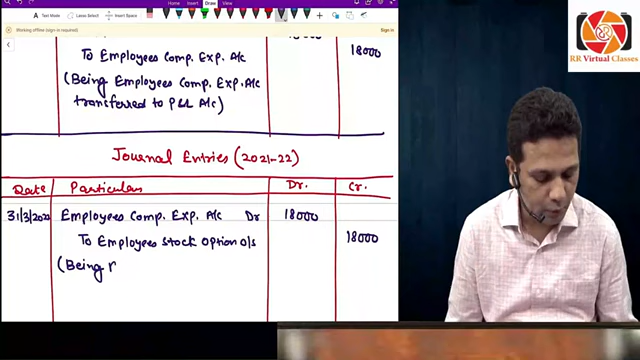 Insert
Draw
View
Text Mode
Lasso Select
Insert Space
Working offline (sign in required)
Sign in
RR Virtual Classes
18000
To Employees Comp. Exp. A/c
18000
(Being Employees Comp. Exp. A/c
transferred to P&L A/c)
Journal Entries (2021-22)
Date Particulars Dr. Cr.
31/3/2022 Employees Comp. Exp. A/c Dr 18000
To Employees Stock Option O/s 18000
(Being